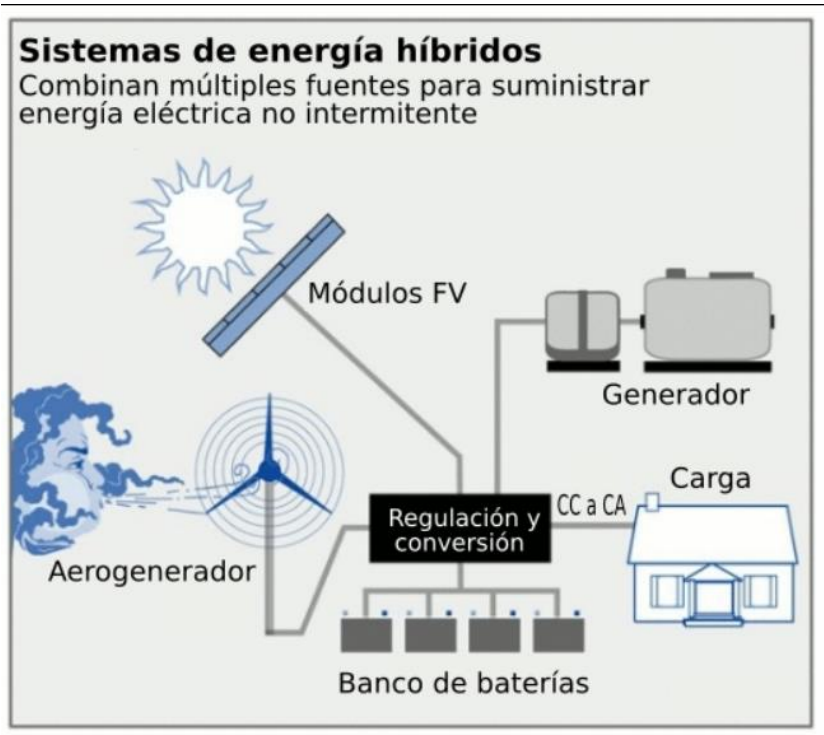 Sistemas de energía híbridos
Combinan múltiples fuentes para suministrar
energía eléctrica no intermitente
Módulos FV
Generador
Carga
CC a CA
Regulación y
conversión
Aerogenerador
Banco de baterías